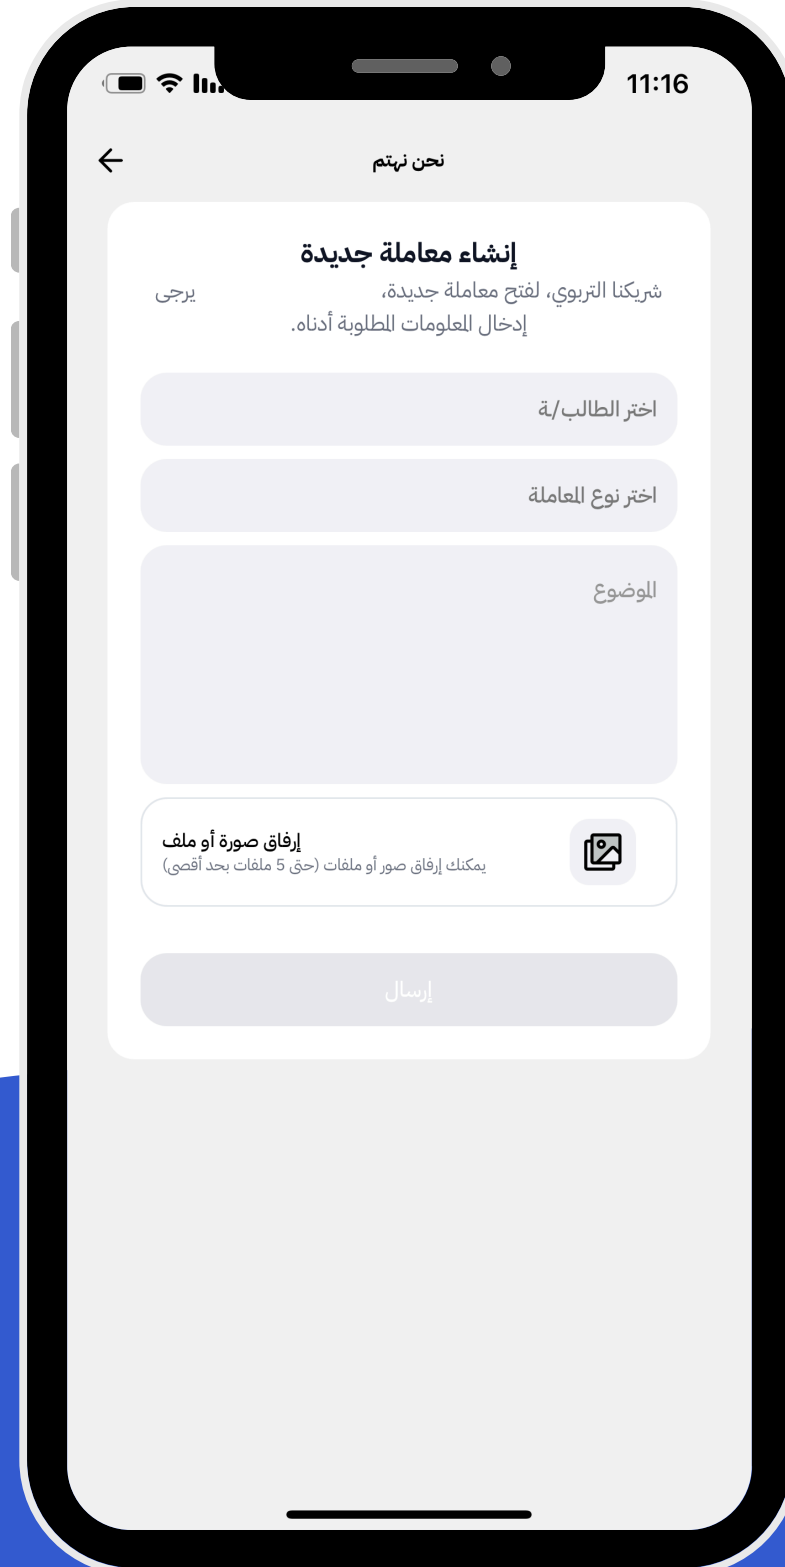 11:16
نحن نهتم
إنشاء معاملة جديدة
شريكنا التربوي، لفتح معاملة جديدة، يرجى
إدخال المعلومات المطلوبة أدناه.
اختر الطالب/ـة
اختر نوع المعاملة
الموضوع
إرفاق صورة أو ملف
يمكنك إرفاق صور أو ملفات (حتى 5 ملفات بحد أقصى)
إرسال